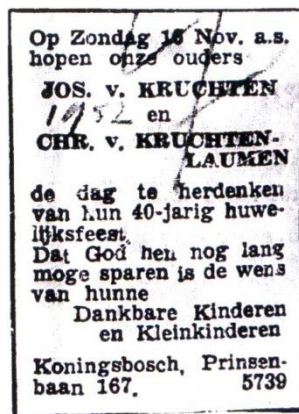 Op Zondag 16 Nov. a.s.
hopen onze ouders
JOS. v. KRUCHTEN
1952 en
CHR. v. KRUCHTEN-
LAUMEN
de dag te herdenken
van hun 40-jarig huwe-
lijksfeest.
Dat God hen nog lang
moge sparen is de wens
van hunne
Dankbare Kinderen
en Kleinkinderen
Koningsbosch, Prinsen-
baan 167. 5739